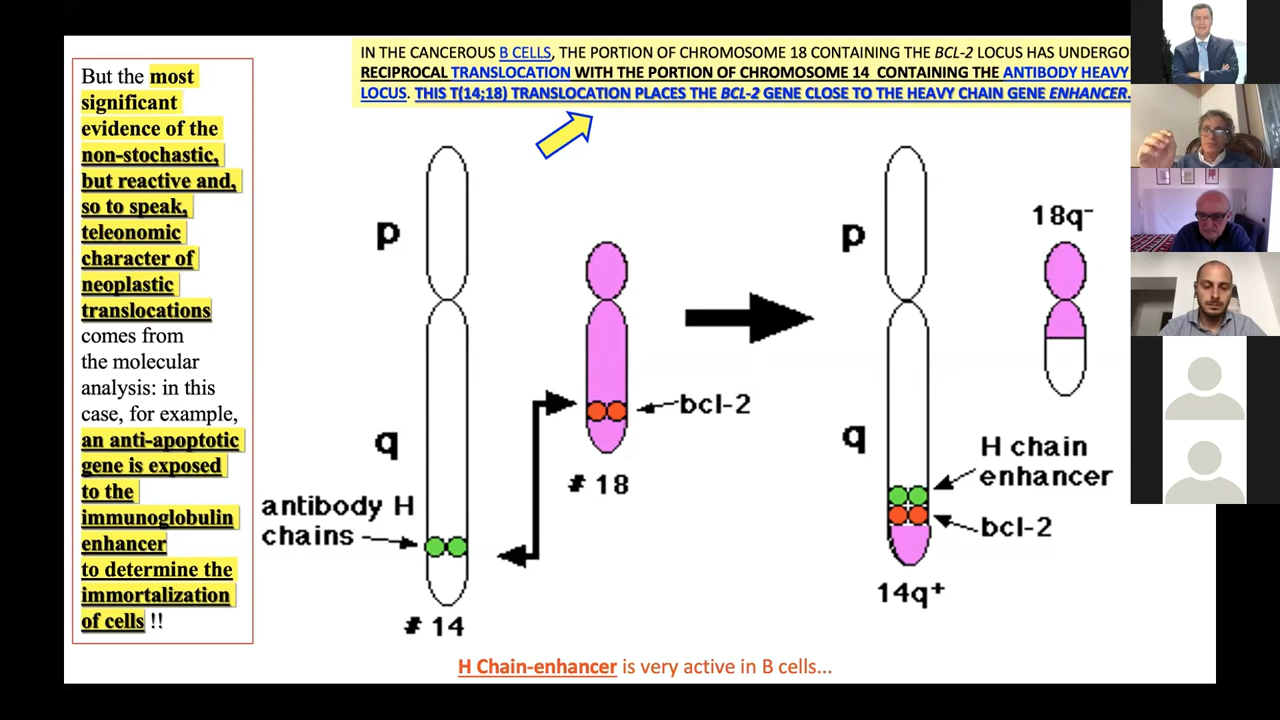 But the most
significant
evidence of the
non-stochastic,
but reactive and,
so to speak,
teleonomic
character of
neoplastic
translocations
comes from
the molecular
analysis: in this
case, for example,
an anti-apoptotic
gene is exposed
to the
immunoglobulin
enhancer
to determine the
immortalization
of cells !!
IN THE CANCEROUS B CELLS, THE PORTION OF CHROMOSOME 18 CONTAINING THE BCL-2 LOCUS HAS UNDERGO
RECIPROCAL TRANSLOCATION WITH THE PORTION OF CHROMOSOME 14 CONTAINING THE ANTIBODY HEAVY
LOCUS. THIS T(14;18) TRANSLOCATION PLACES THE BCL-2 GENE CLOSE TO THE HEAVY CHAIN GENE ENHANCER.
p
q
antibody H
chains
# 14
bcl-2
# 18
p
q
18q-
H chain
enhancer
bcl-2
14q+
H Chain-enhancer is very active in B cells...